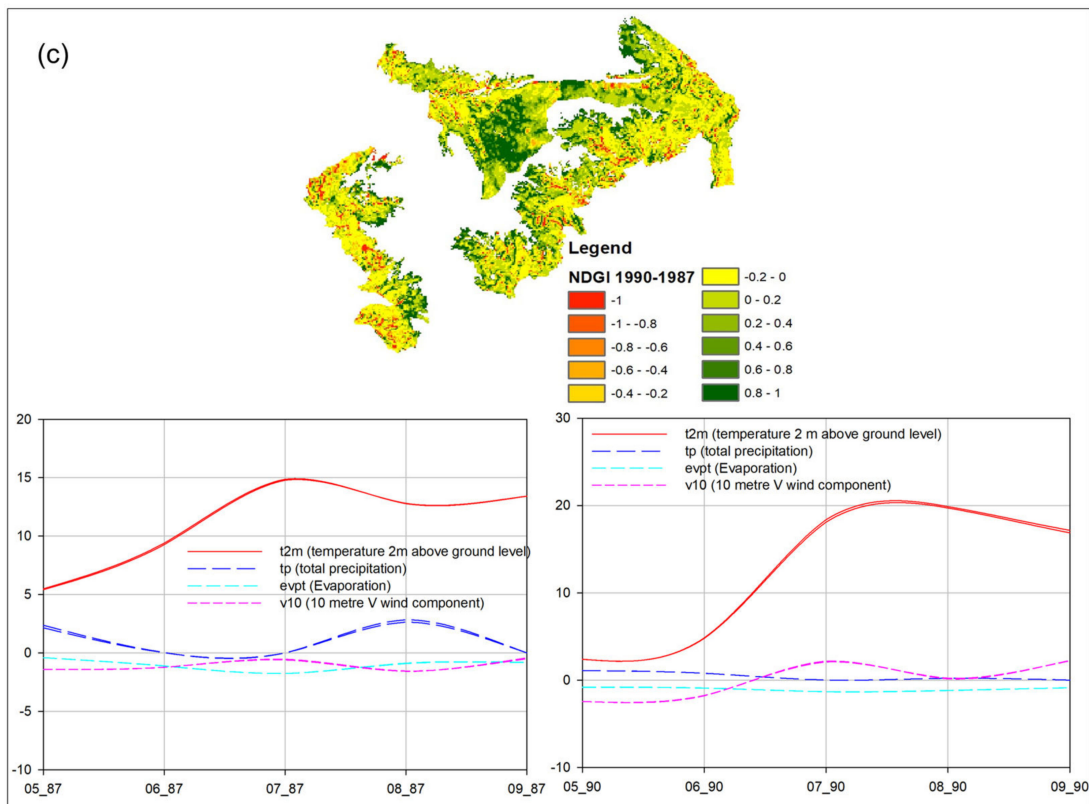 (c)
Legend
NDGI 1990-1987
-1
-1 - -0.8
-0.8 - -0.6
-0.6 - -0.4
-0.4 - -0.2
-0.2 - 0
0 - 0.2
0.2 - 0.4
0.4 - 0.6
0.6 - 0.8
0.8 - 1
20
15
10
5
0
-5
-10
t2m (temperature 2m above ground level)
tp (total precipitation)
evpt (Evaporation)
v10 (10 metre V wind component)
05_87
06_87
07_87
08_87
09_87
30
20
10
0
-10
t2m (temperature 2 m above ground level)
tp (total precipitation)
evpt (Evaporation)
v10 (10 metre V wind component)
05_90
06_90
07_90
08_90
09_90